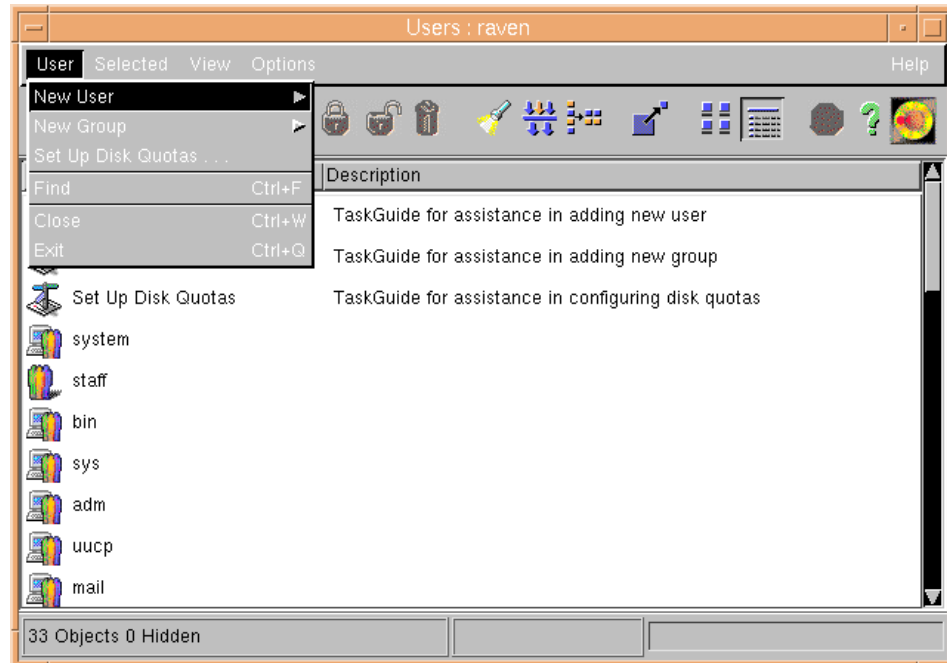 Users : raven
User Selected View Options Help
New User
New Group
Set Up Disk Quotas . . .
Find Ctrl+F
Close Ctrl+W
Exit Ctrl+Q
Description
TaskGuide for assistance in adding new user
TaskGuide for assistance in adding new group
Set Up Disk Quotas TaskGuide for assistance in configuring disk quotas
system
staff
bin
sys
adm
uucp
mail
33 Objects 0 Hidden